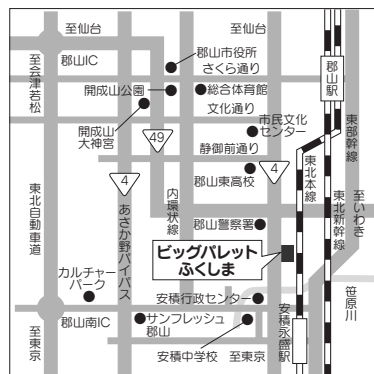 至仙台
至仙台
至会津若松
郡山IC
郡山市役所
さくら通り
開成山公園
総合体育館
郡山駅
文化通り
開成山
大神宮
市民文化
センター
東部幹線
49
静御前通り
4
4
郡山東高校
東北本線
東北自動車道
あさか野バイパス
内環状線
東北新幹線
至いわき
郡山警察署
ビッグパレット
ふくしま
カルチャー
パーク
安積行政センター
笹原川
サンフレッシュ
郡山
安積永盛駅
郡山南IC
至東京
安積中学校
至東京